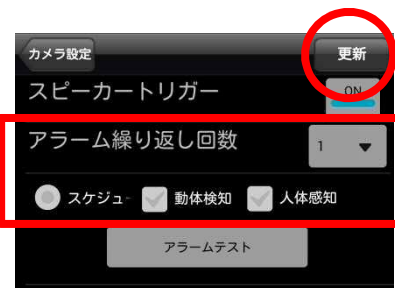 カメラ設定 更新
スピーカートリガー ON
アラーム繰り返し回数 1
スケジュ- 動体検知 人体感知
アラームテスト